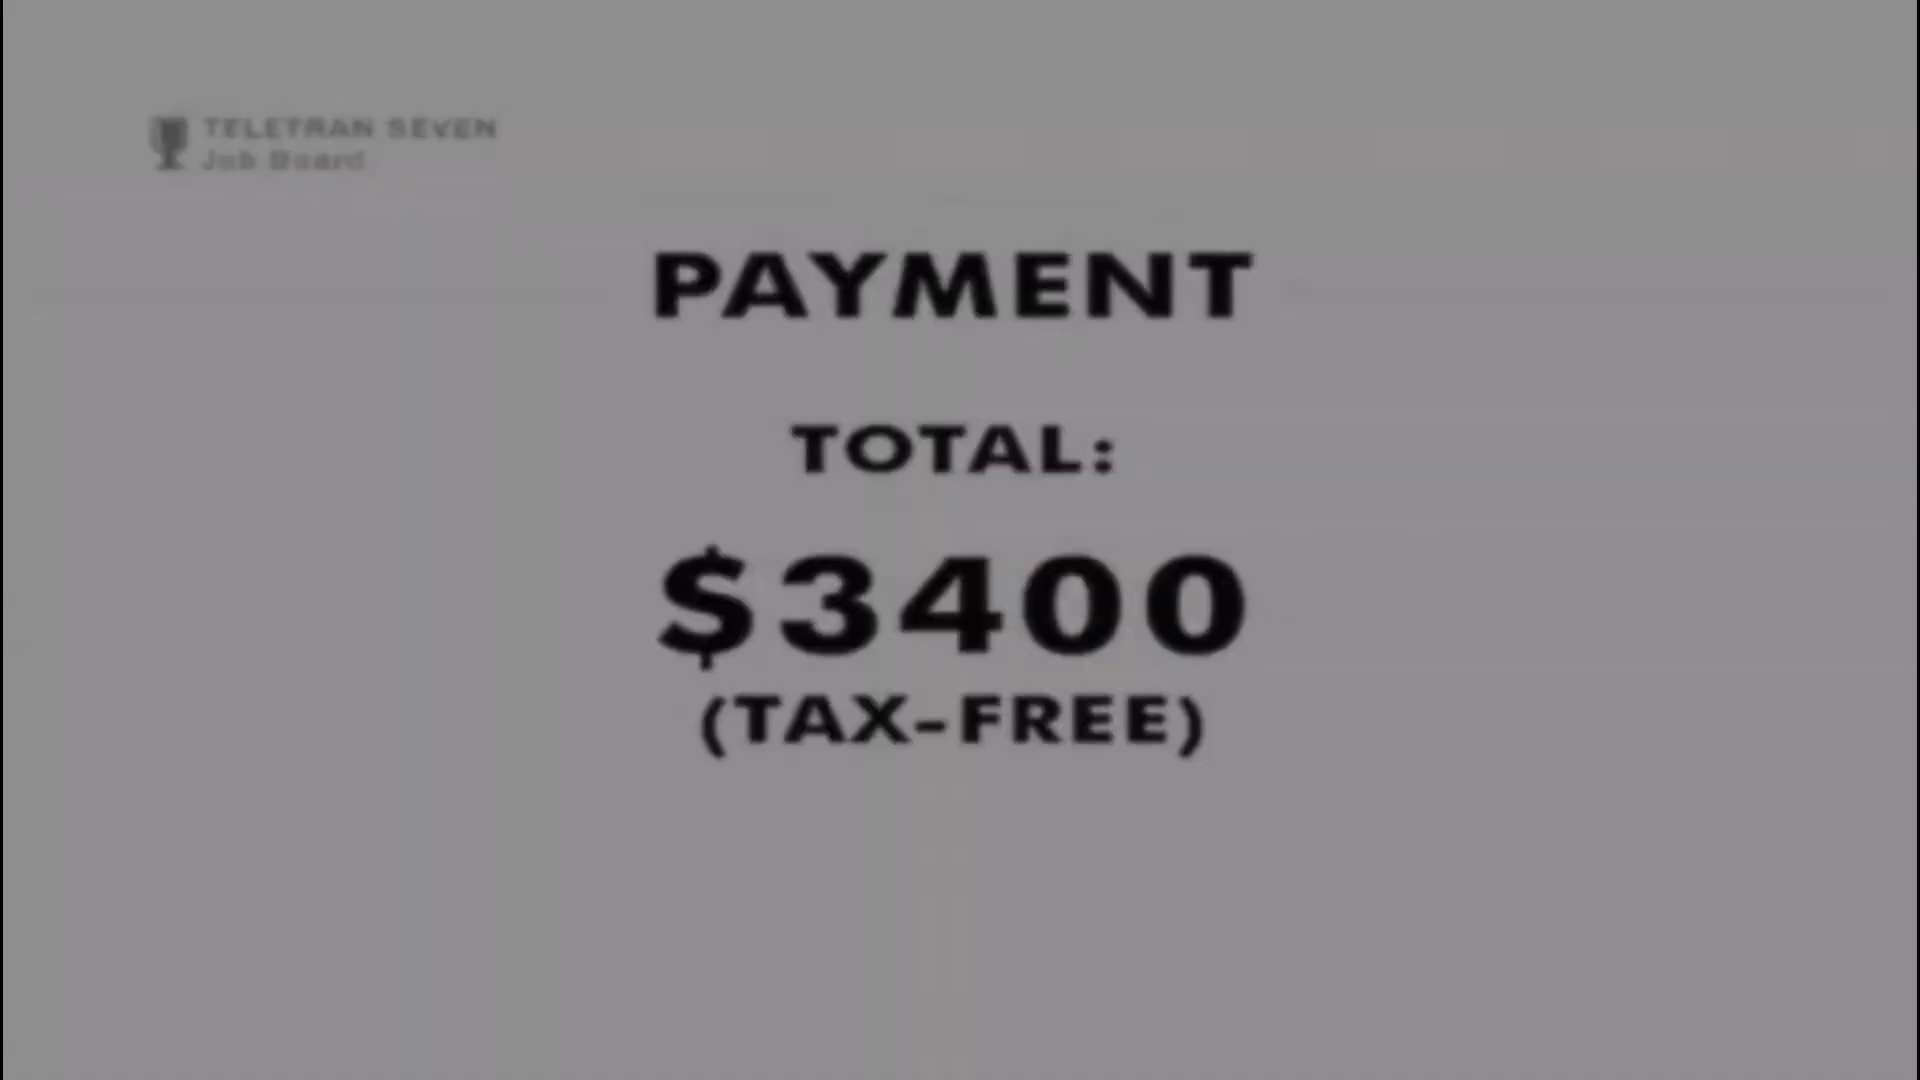 TELETRAN SEVEN
Job Board
PAYMENT
TOTAL:
$3400
(TAX-FREE)